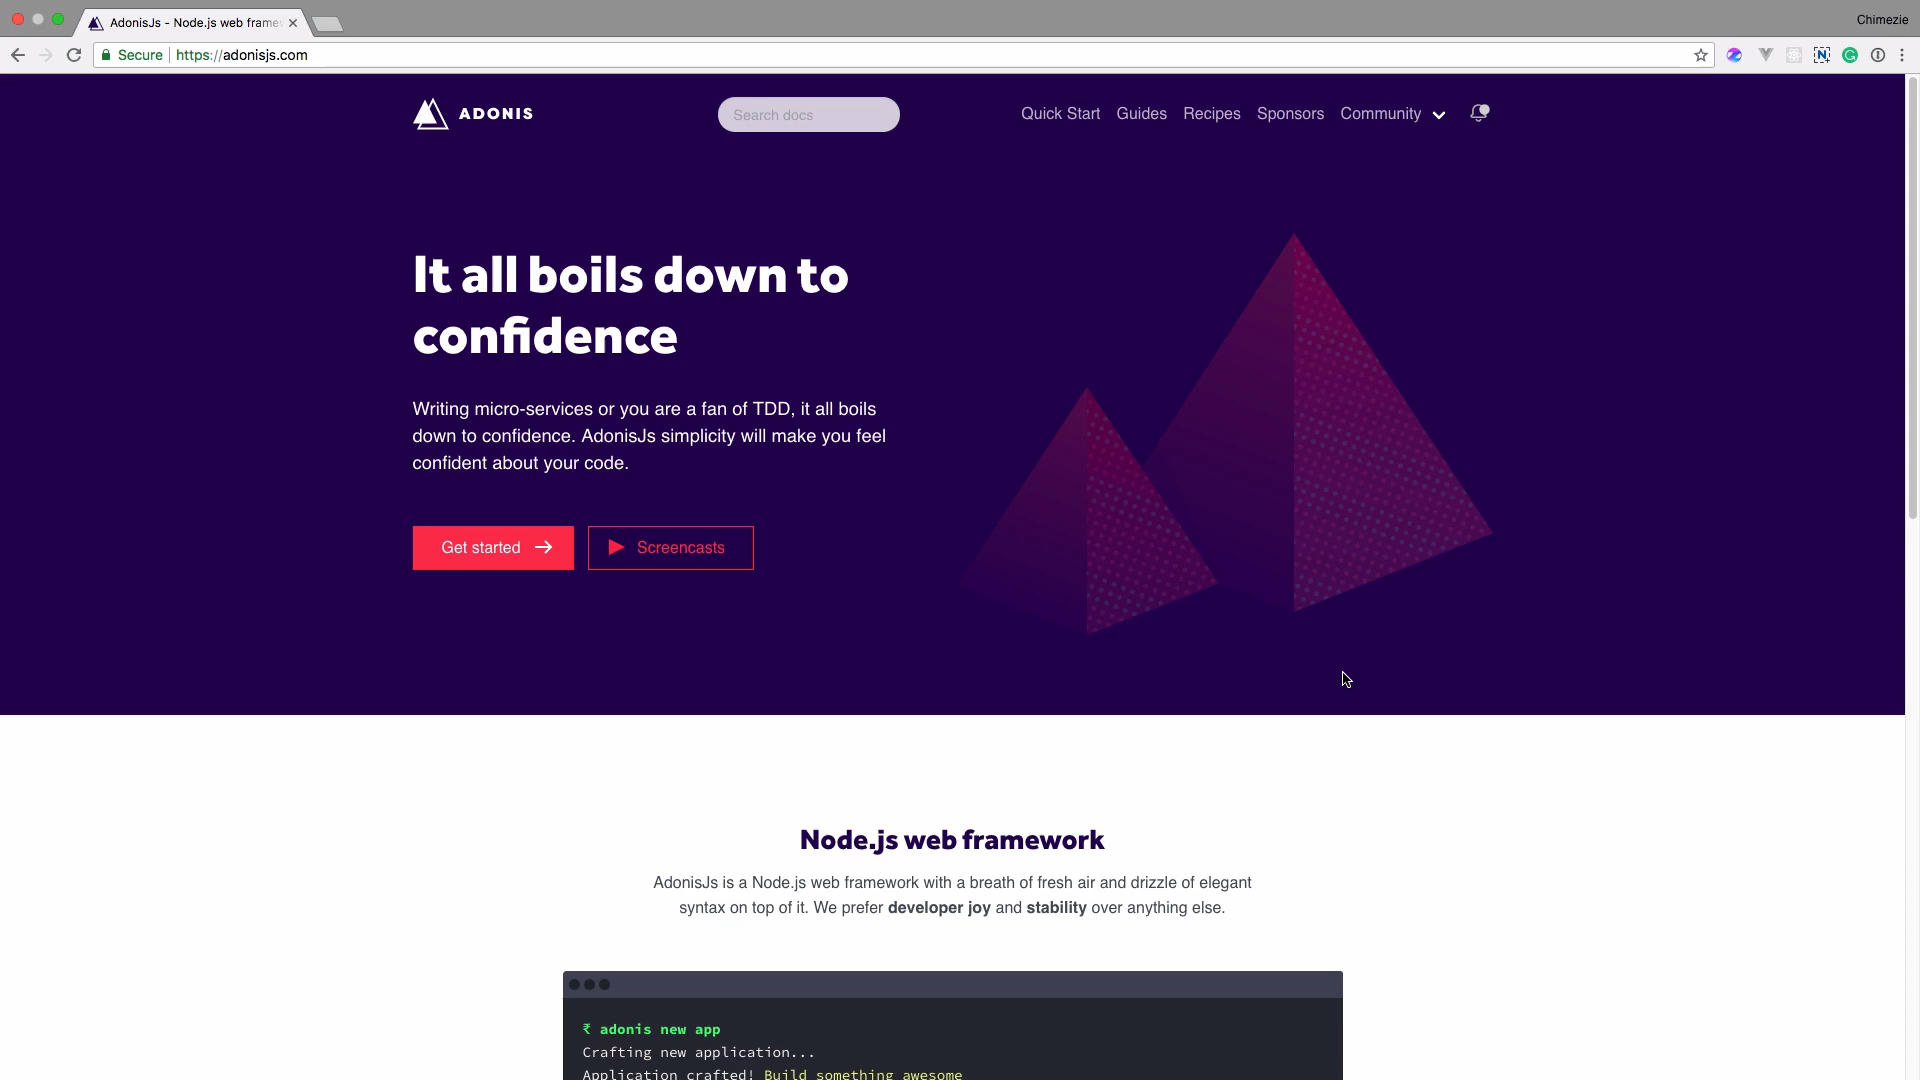 AdonisJs - Node.js web frame
Chimezie
Secure https://adonisjs.com
ADONIS
Search docs
Quick Start Guides Recipes Sponsors Community
It all boils down to
confidence
Writing micro-services or you are a fan of TDD, it all boils
down to confidence. AdonisJs simplicity will make you feel
confident about your code.
Get started
Screencasts
Node.js web framework
AdonisJs is a Node.js web framework with a breath of fresh air and drizzle of elegant
syntax on top of it. We prefer developer joy and stability over anything else.
₹ adonis new app
Crafting new application...
Application crafted! Build something awesome